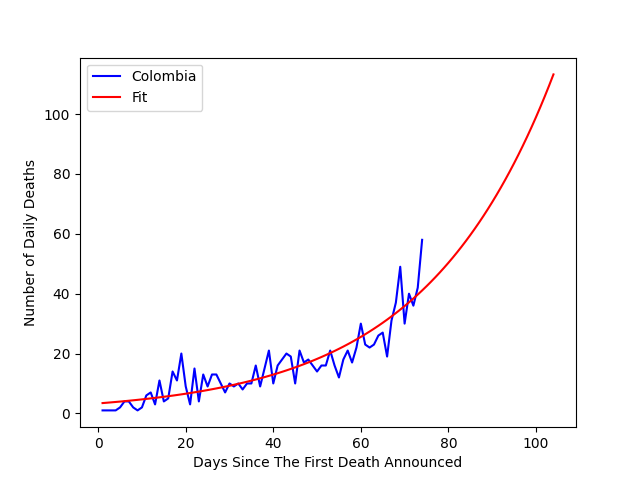 Colombia
Fit
Number of Daily Deaths
100
80
60
40
20
0
0 20 40 60 80 100
Days Since The First Death Announced